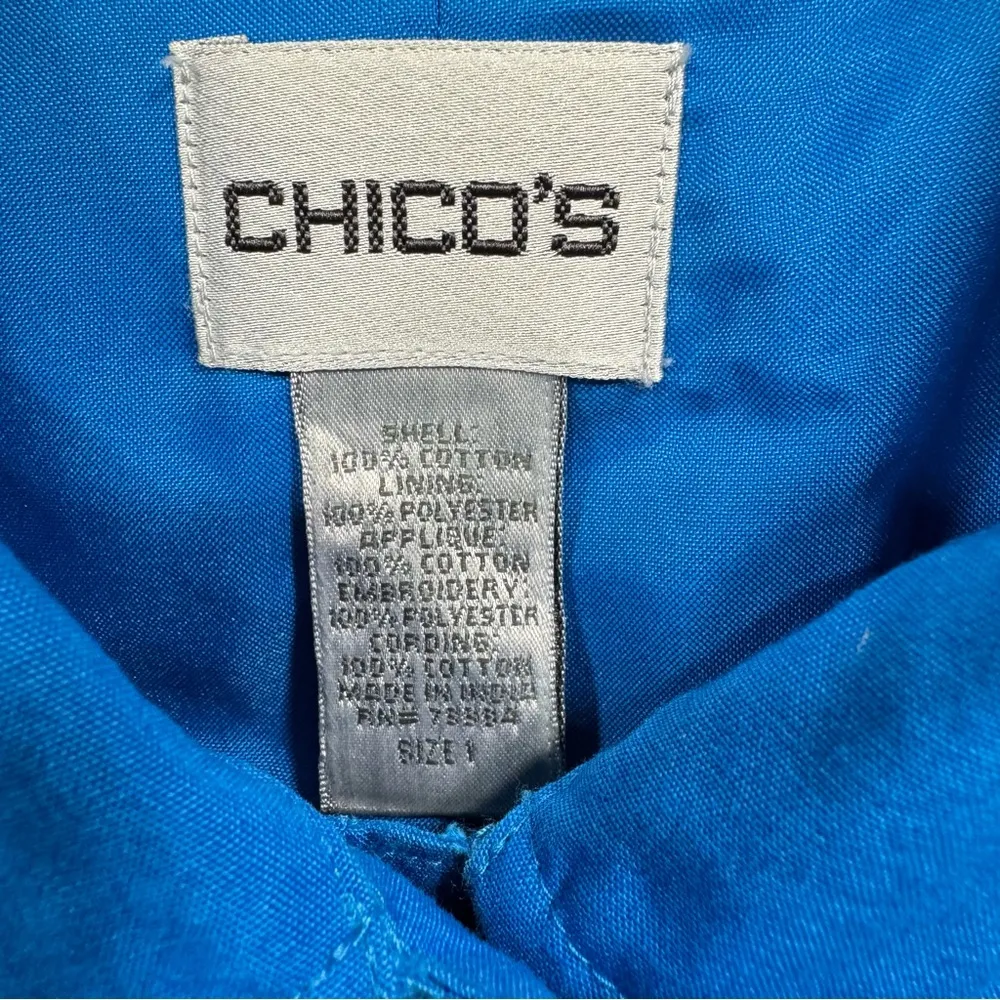 CHICO'S
SHELL:
100% COTTON
LINING:
100% POLYESTER
APPLIQUE:
100% COTTON
EMBROIDERY:
100% POLYESTER
CORDING:
100% COTTON
MADE IN INDIA
RN#
SIZE 1